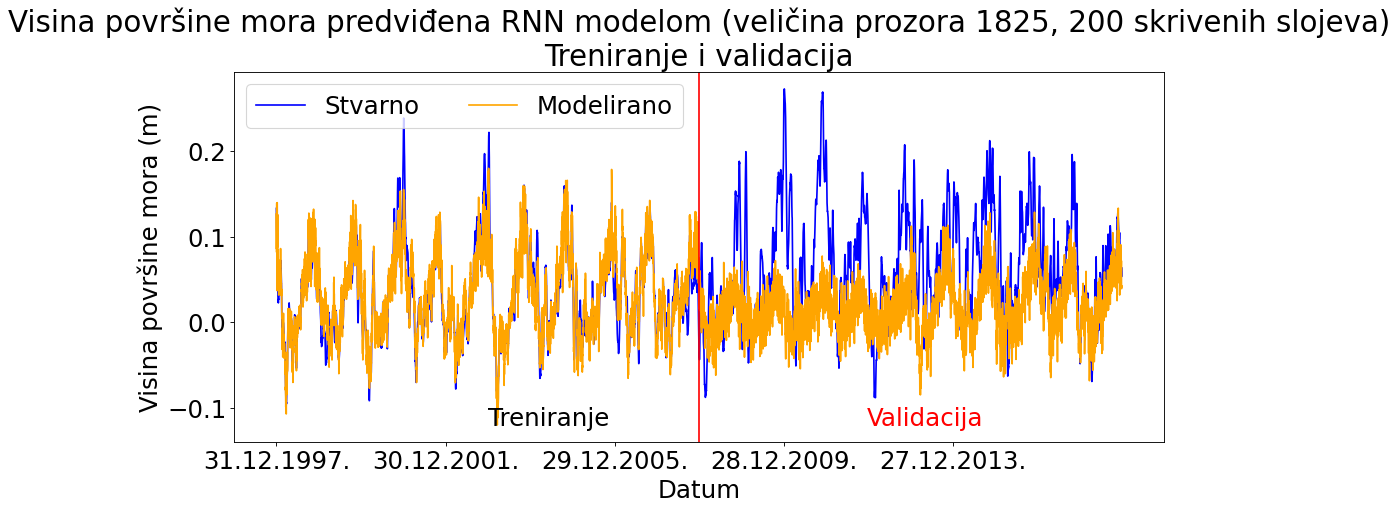 Visina površine mora predviđena RNN modelom (veličina prozora 1825, 200 skrivenih slojeva)
Treniranje i validacija
Stvarno
Modelirano
Visina površine mora (m)
0.2
0.1
0.0
−0.1
Treniranje
Validacija
31.12.1997.
30.12.2001.
29.12.2005.
28.12.2009.
27.12.2013.
Datum